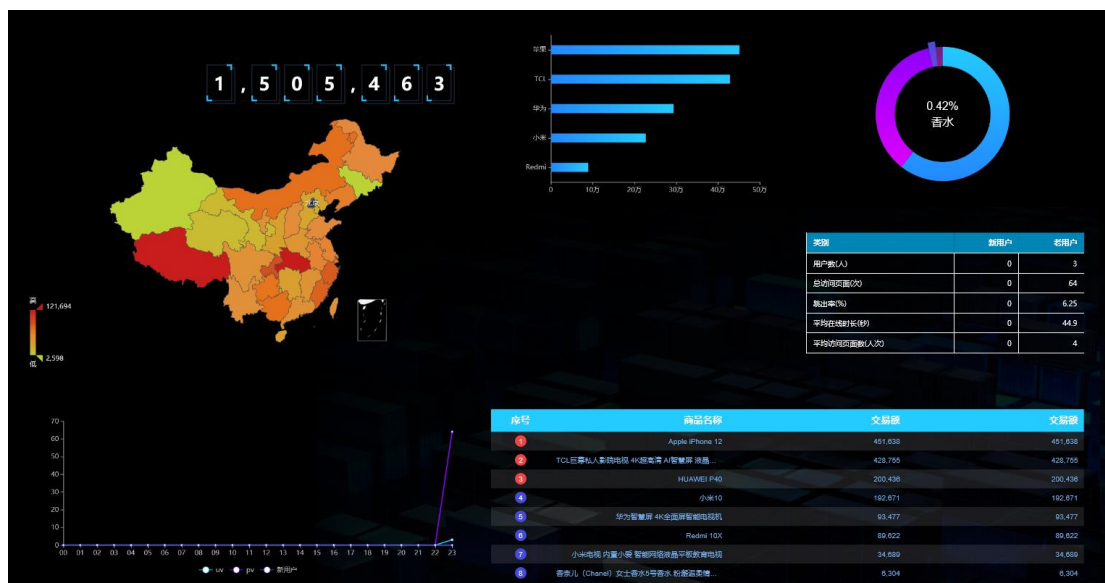 1,505,463
苹果
TCL
华为
小米
Redmi
0 10万 20万 30万 40万 50万
0.42%
香水
北京
高
121,694
2,598
低
类别 新用户 老用户
用户数(人) 0 3
总访问页面(次) 0 64
跳出率(%) 0 6.25
平均在线时长(秒) 0 44.9
平均访问页面数(人次) 0 4
70
60
50
40
30
20
10
0
00 01 02 03 04 05 06 07 08 09 10 11 12 13 14 15 16 17 18 19 20 21 22 23
uv pv 新用户
序号 商品名称 交易额 交易额
1 Apple iPhone 12 451,638 451,638
2 TCL巨幕私人影院电视 4K超高清 AI智慧屏 液晶... 428,755 428,755
3 HUAWEI P40 200,436 200,436
4 小米10 192,671 192,671
5 华为智慧屏 4K全面屏智能电视机 93,477 93,477
6 Redmi 10X 89,622 89,622
7 小米电视 内置小爱 智能网络液晶平板教育电视 34,689 34,689
8 香奈儿（Chanel）女士香水5号香水 粉邂逅柔情... 6,304 6,304